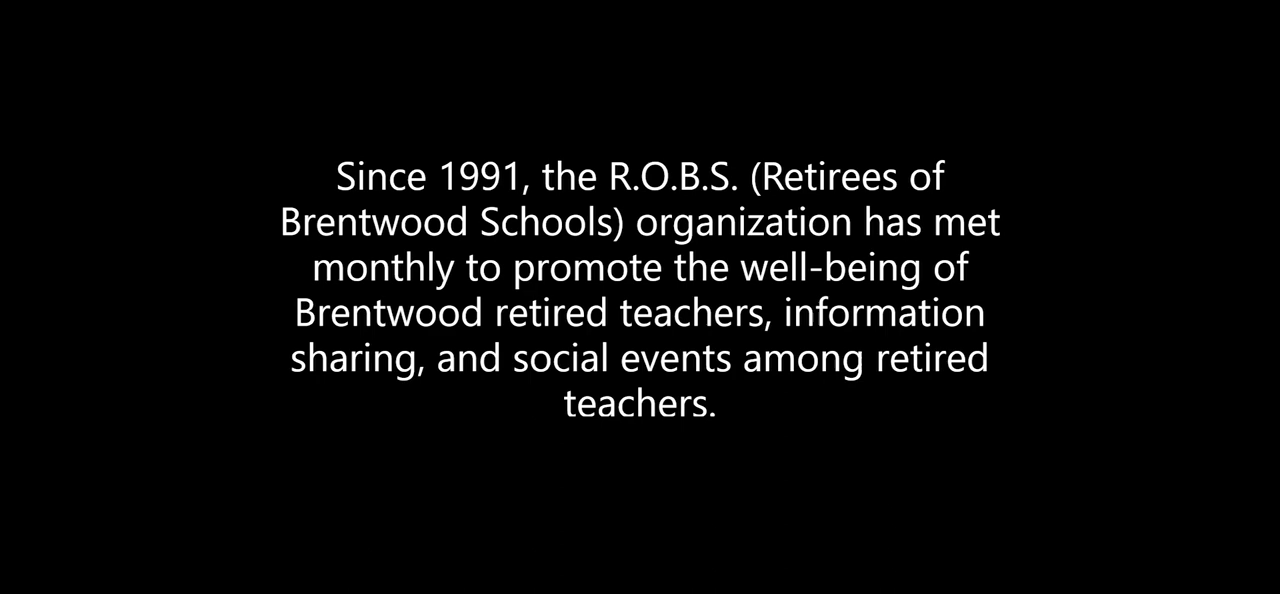 Since 1991, the R.O.B.S. (Retirees of
Brentwood Schools) organization has met
monthly to promote the well-being of
Brentwood retired teachers, information
sharing, and social events among retired
teachers.